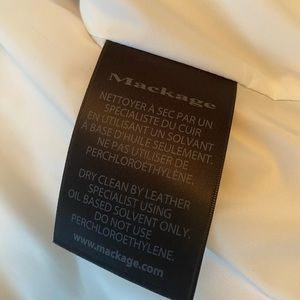 Mackage
NETTOYER À SEC PAR UN
SPÉCIALISTE DU CUIR
EN UTILISANT UN SOLVANT
À BASE D'HUILE SEULEMENT.
NE PAS UTILISER DE
PERCHLOROETHYLÈNE.
DRY CLEAN BY LEATHER
SPECIALIST USING
OIL BASED SOLVENT ONLY.
DO NOT USE
PERCHLOROETHYLENE.
www.mackage.com